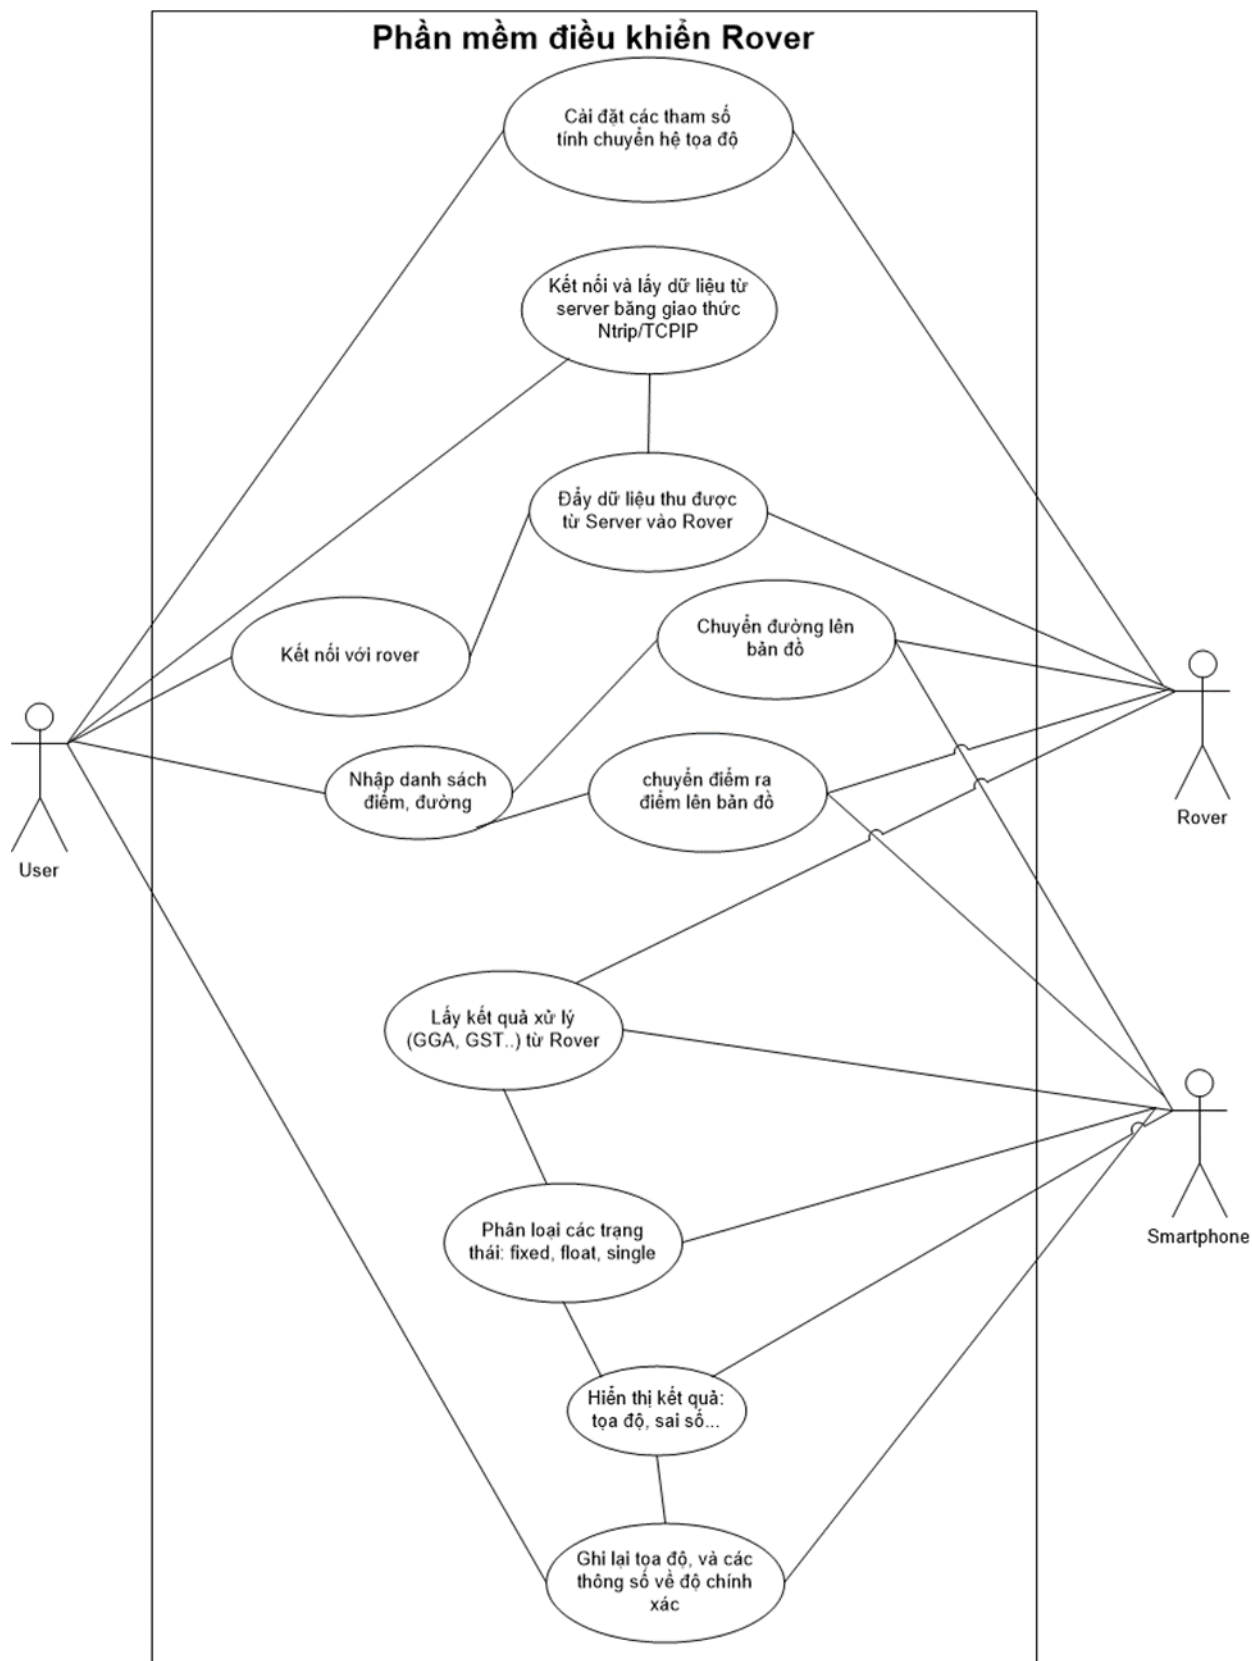 Phần mềm điều khiển Rover
Cài đặt các tham số
tính chuyển hệ tọa độ
Kết nối và lấy dữ liệu từ
server băng giao thức
Ntrip/TCPIP
Đẩy dữ liệu thu được
từ Server vào Rover
Chuyển đường lên
bản đồ
Kết nối với rover
Nhập danh sách
điểm, đường
chuyển điểm ra
điểm lên bản đồ
User
Rover
Lấy kết quả xử lý
(GGA, GST..) từ Rover
Phân loại các trạng
thái: fixed, float, single
Smartphone
Hiển thị kết quả:
tọa độ, sai số...
Ghi lại tọa độ, và các
thông số về độ chính
xác